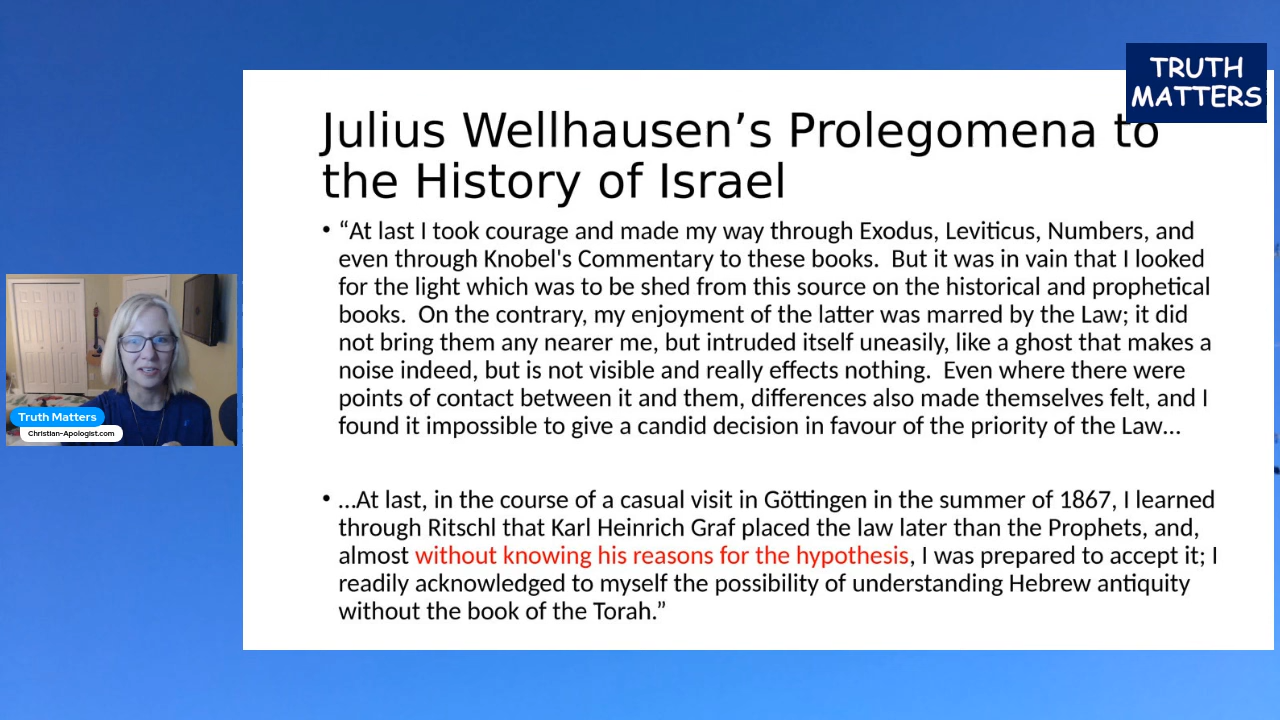 TRUTH
MATTERS
Julius Wellhausen’s Prolegomena to
the History of Israel
• “At last I took courage and made my way through Exodus, Leviticus, Numbers, and
even through Knobel's Commentary to these books.  But it was in vain that I looked
for the light which was to be shed from this source on the historical and prophetical
books.  On the contrary, my enjoyment of the latter was marred by the Law; it did
not bring them any nearer me, but intruded itself uneasily, like a ghost that makes a
noise indeed, but is not visible and really effects nothing.  Even where there were
points of contact between it and them, differences also made themselves felt, and I
found it impossible to give a candid decision in favour of the priority of the Law…
• …At last, in the course of a casual visit in Göttingen in the summer of 1867, I learned
through Ritschl that Karl Heinrich Graf placed the law later than the Prophets, and,
almost without knowing his reasons for the hypothesis, I was prepared to accept it; I
readily acknowledged to myself the possibility of understanding Hebrew antiquity
without the book of the Torah.”
Truth Matters
Christian-Apologist.com